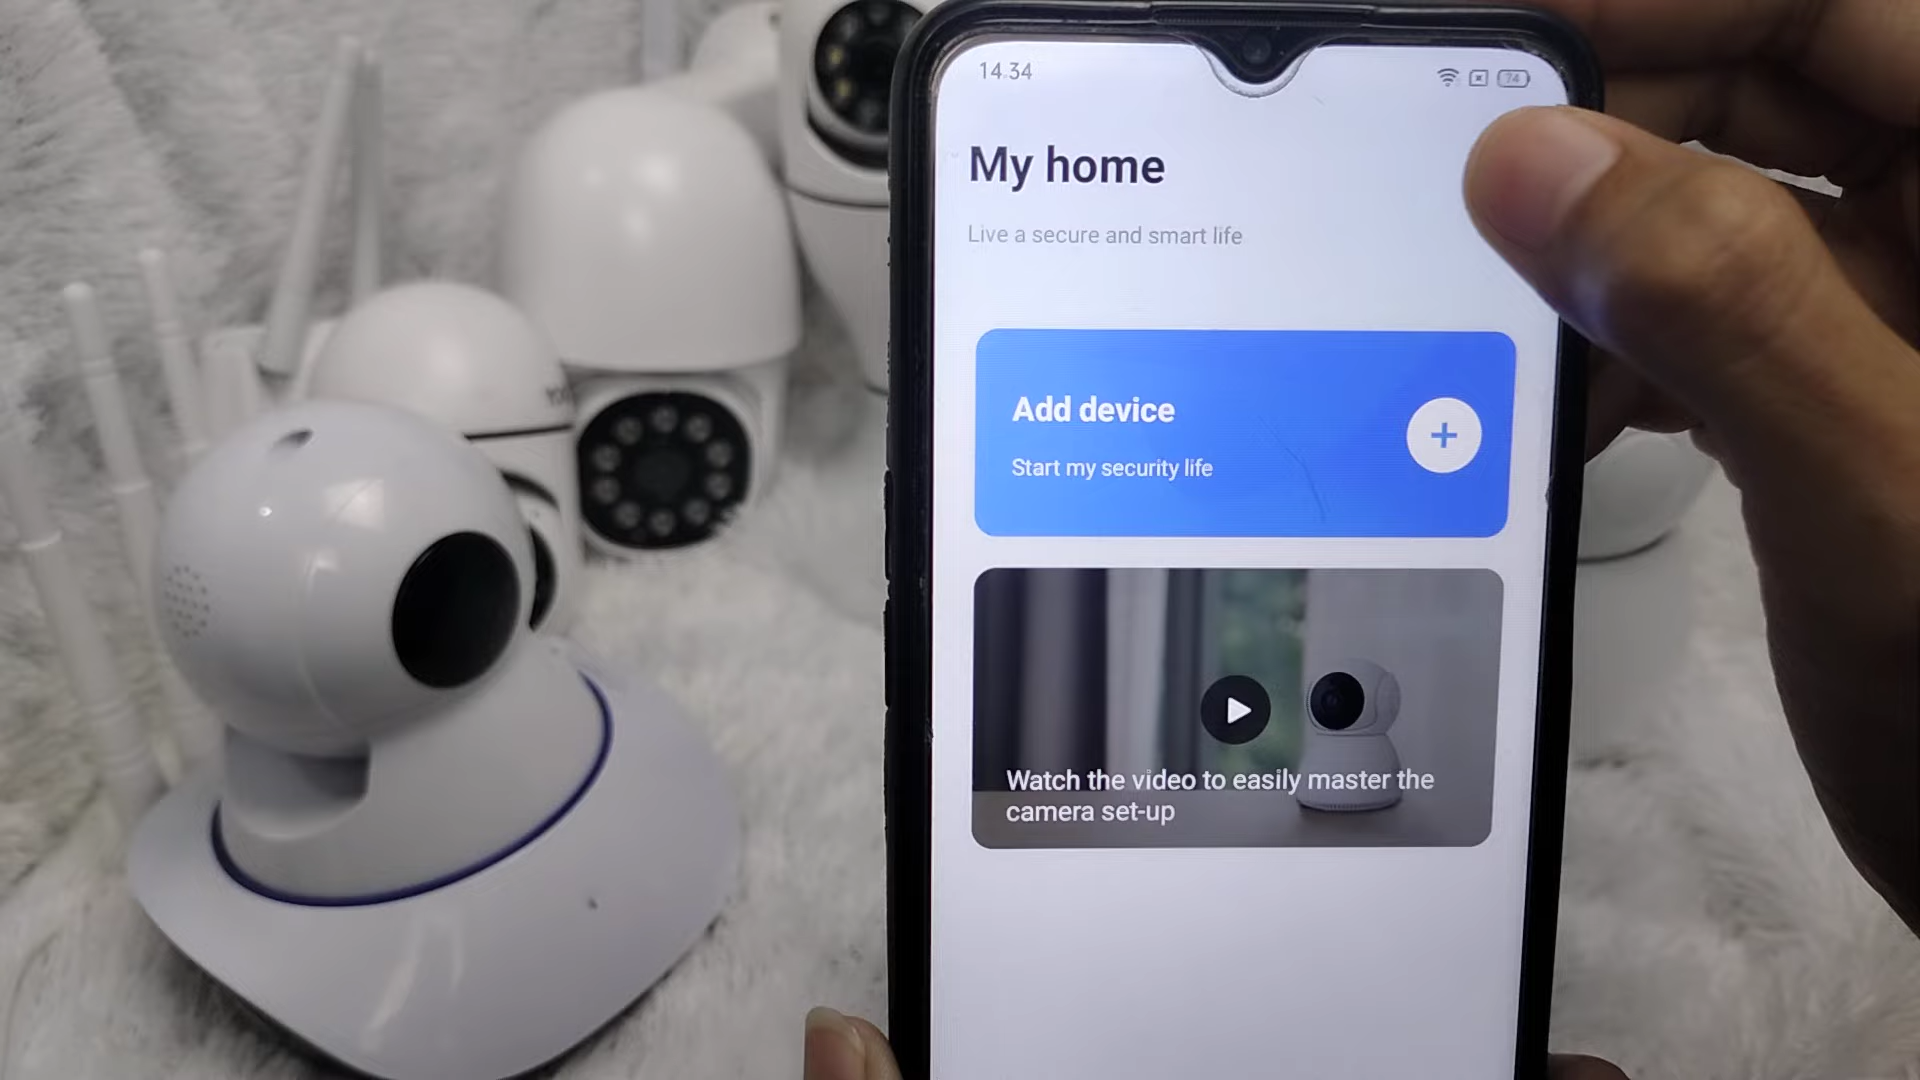 14.34
74
My home
Live a secure and smart life
Add device
Start my security life
Watch the video to easily master the
camera set-up